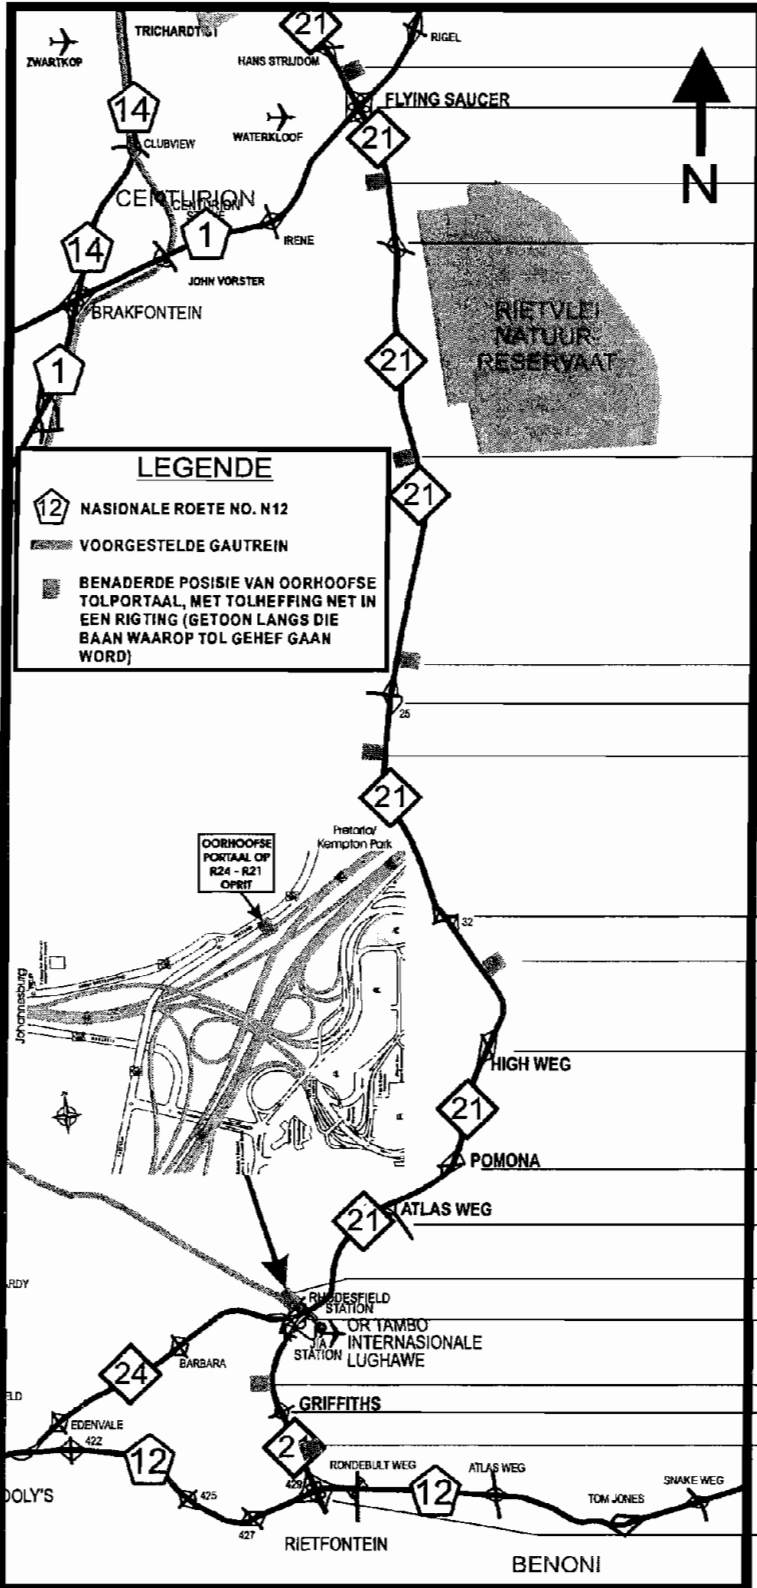 21
TRICHARDT
ZWARTKOP
HANS STRIJDOM
RIGEL
14
FLYING SAUCER
WATERKLOOF
21
CLUBVIEW
N
CENTURION
CENTURION
1
IRENE
14
JOHN VORSTER
BRAKFONTEIN
RIETVLEI
NATUUR-
RESERVAAT
21
1
LEGENDE
12 NASIONALE ROETE NO. N12
VOORGESTELDE GAUTREIN
BENADERDE POSISIE VAN OORHOOFSE
TOLPORTAAL, MET TOLHEFFING NET IN
EEN RIGTING (GETOON LANGS DIE
BAAN WAAROP TOL GEHEF GAAN
WORD)
21
25
21
Pretoria/
Kempton Park
OORHOOFSE
PORTAAL OP
R24 - R21
OPRIT
32
Johannesburg
HIGH WEG
21
POMONA
ATLAS WEG
21
ARDY
RHODESFIELD
STATION
OR TAMBO
INTERNASIONALE
LUGHAWE
JIA
STATION
BARBARA
24
ELD
GRIFFITHS
EDENVALE
422
21
12
RONDEBULT WEG
ATLAS WEG
SNAKE WEG
429
12
TOM JONES
OOLY'S
425
427
RIETFONTEIN
BENONI